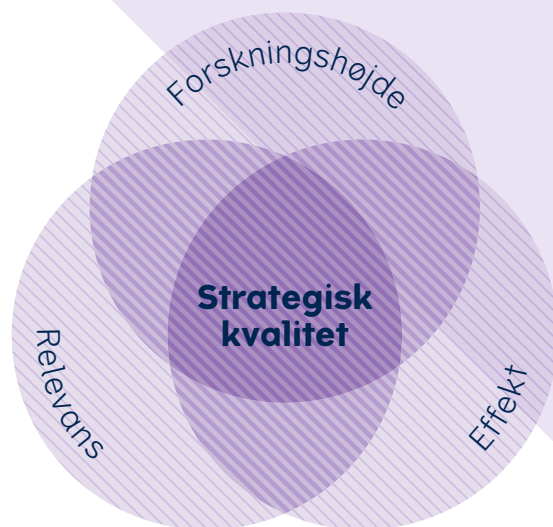 Forskningshøjde
Strategisk
kvalitet
Relevans
Effekt